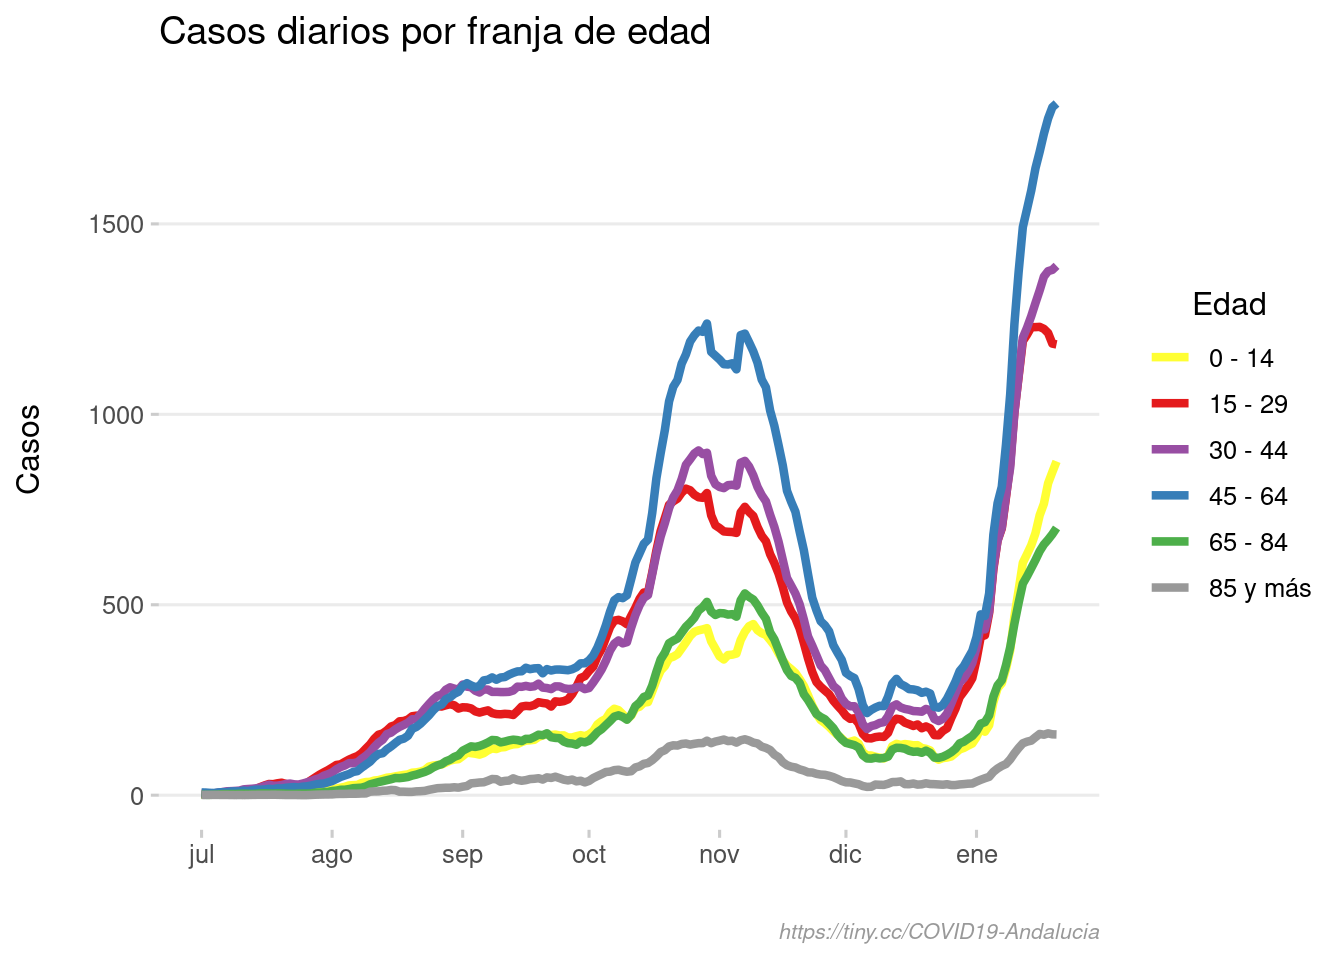 Casos diarios por franja de edad
Casos
1500
1000
500
0
jul
ago
sep
oct
nov
dic
ene
Edad
0 - 14
15 - 29
30 - 44
45 - 64
65 - 84
85 y más
https://tiny.cc/COVID19-Andalucia